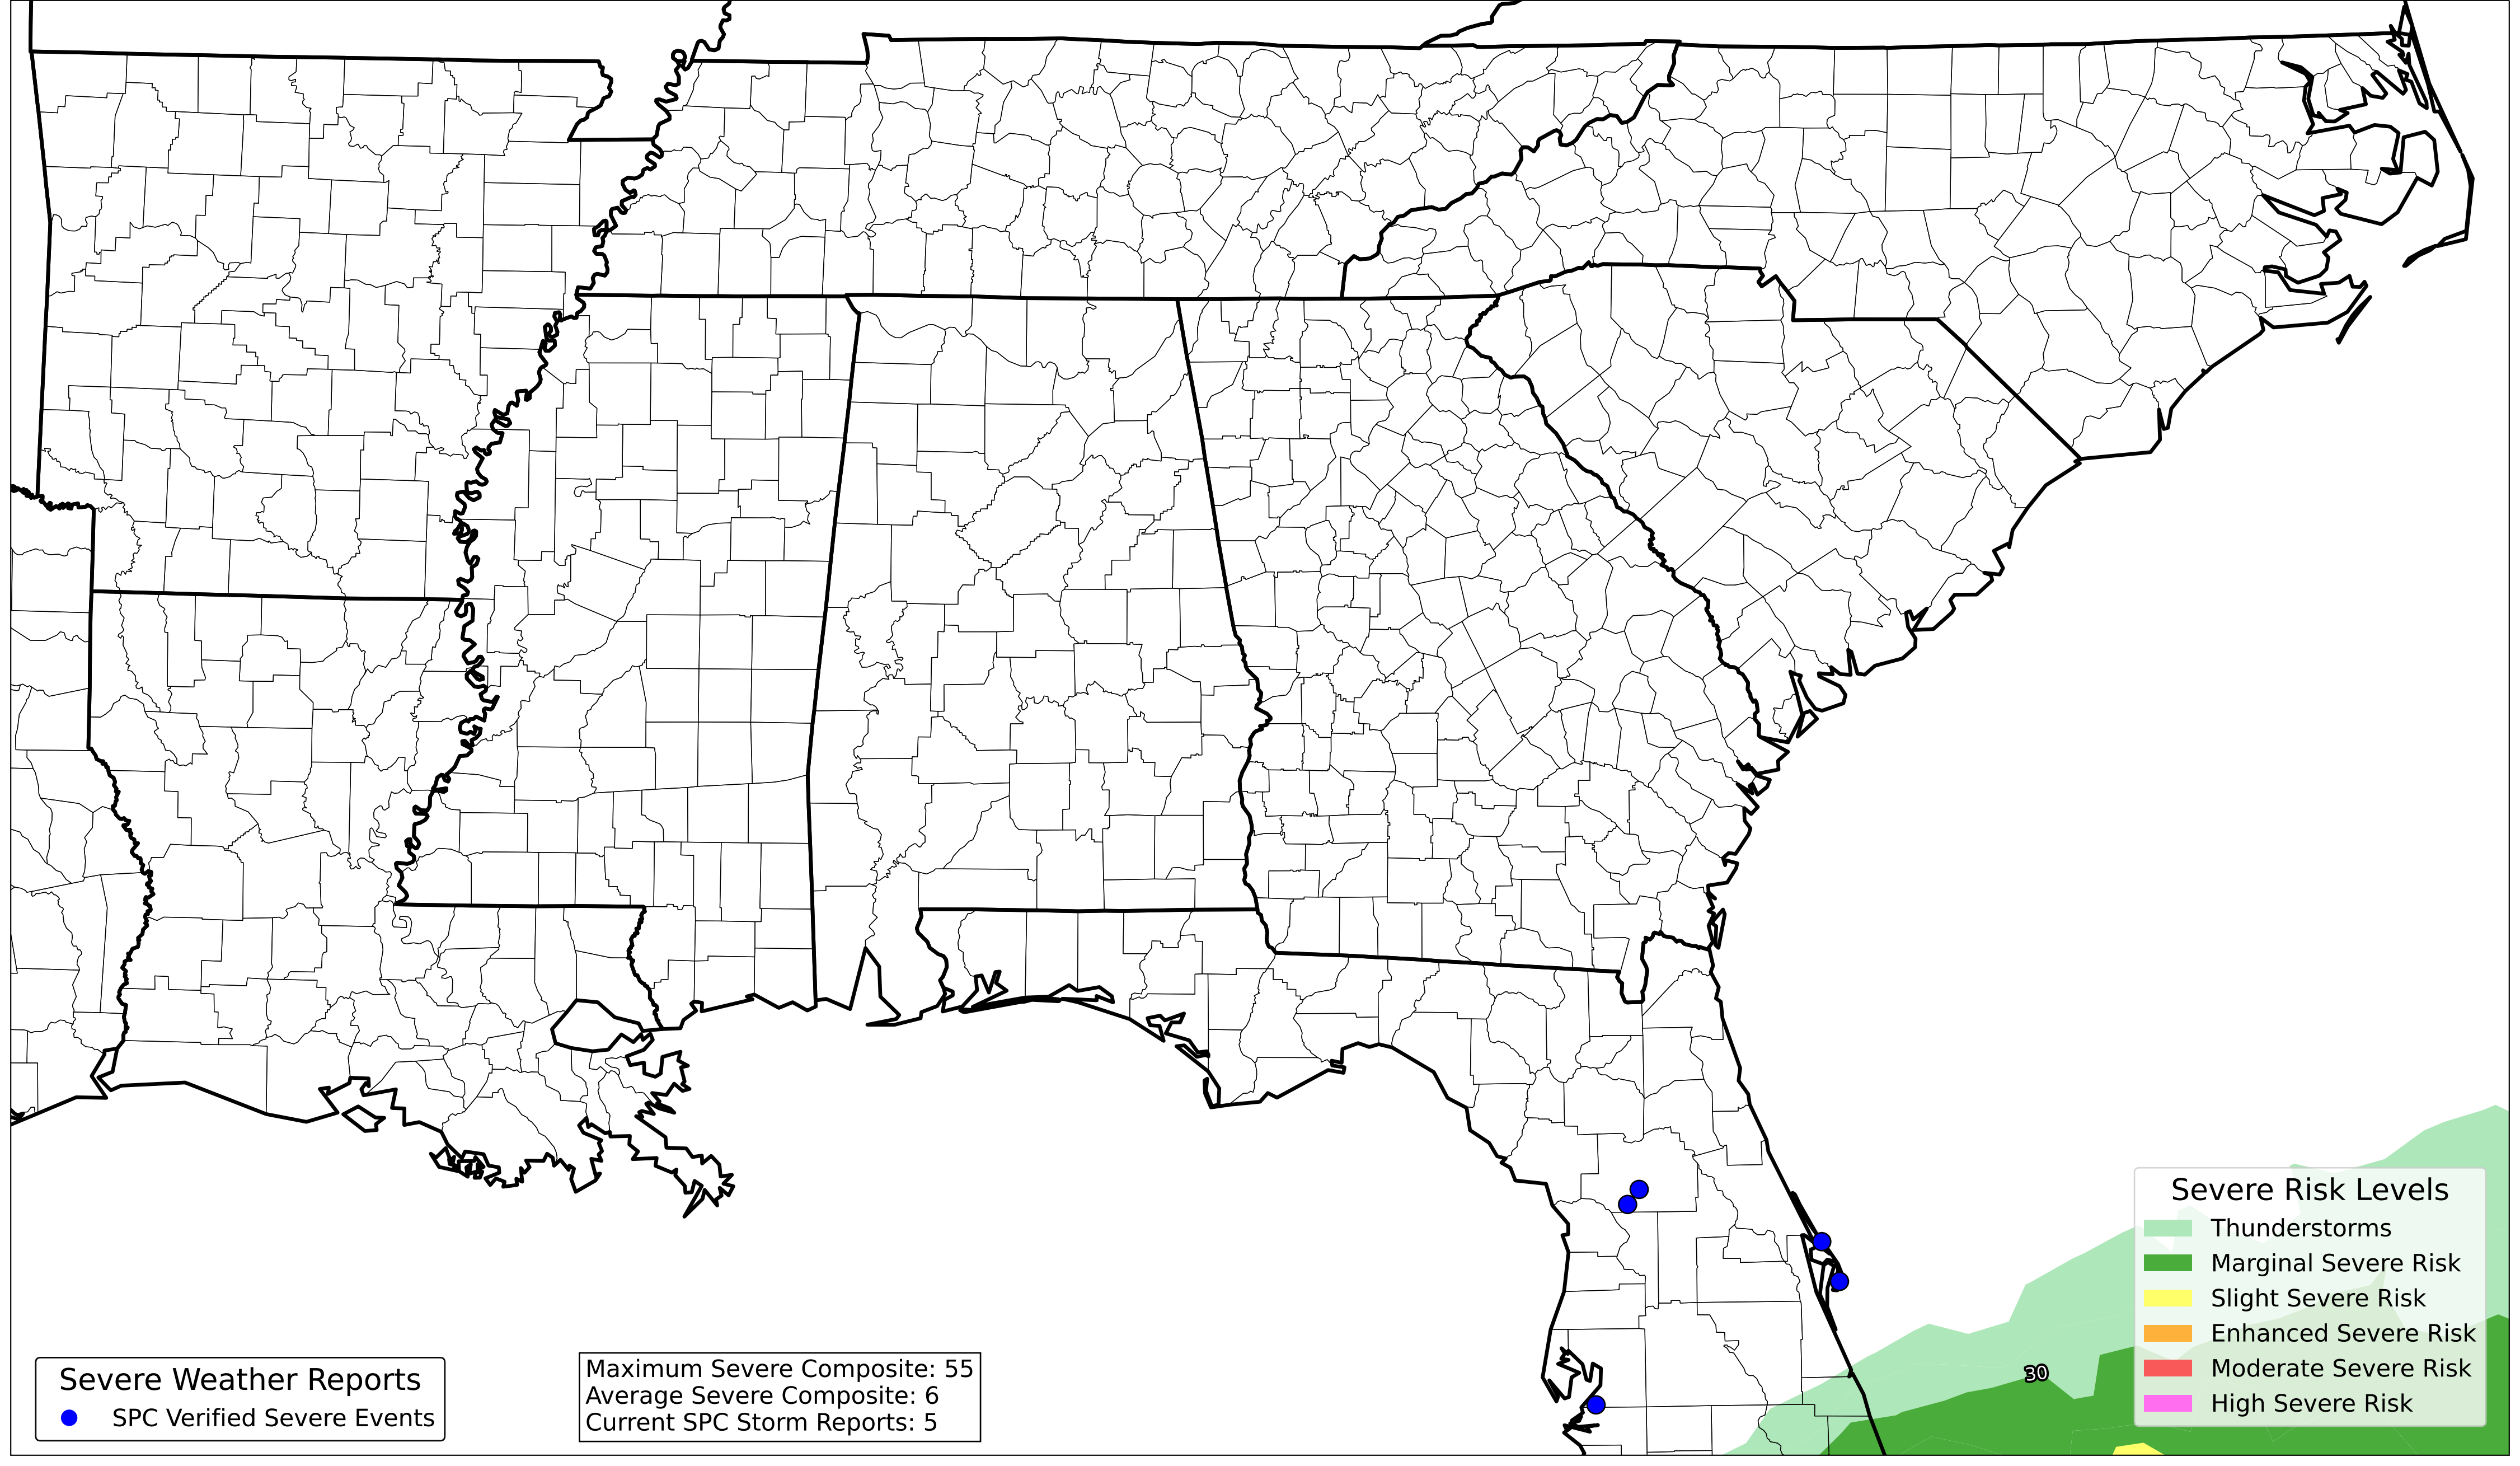 Severe Risk Levels
Thunderstorms
Marginal Severe Risk
Slight Severe Risk
Enhanced Severe Risk
Moderate Severe Risk
High Severe Risk
30
Severe Weather Reports
SPC Verified Severe Events
Maximum Severe Composite: 55
Average Severe Composite: 6
Current SPC Storm Reports: 5